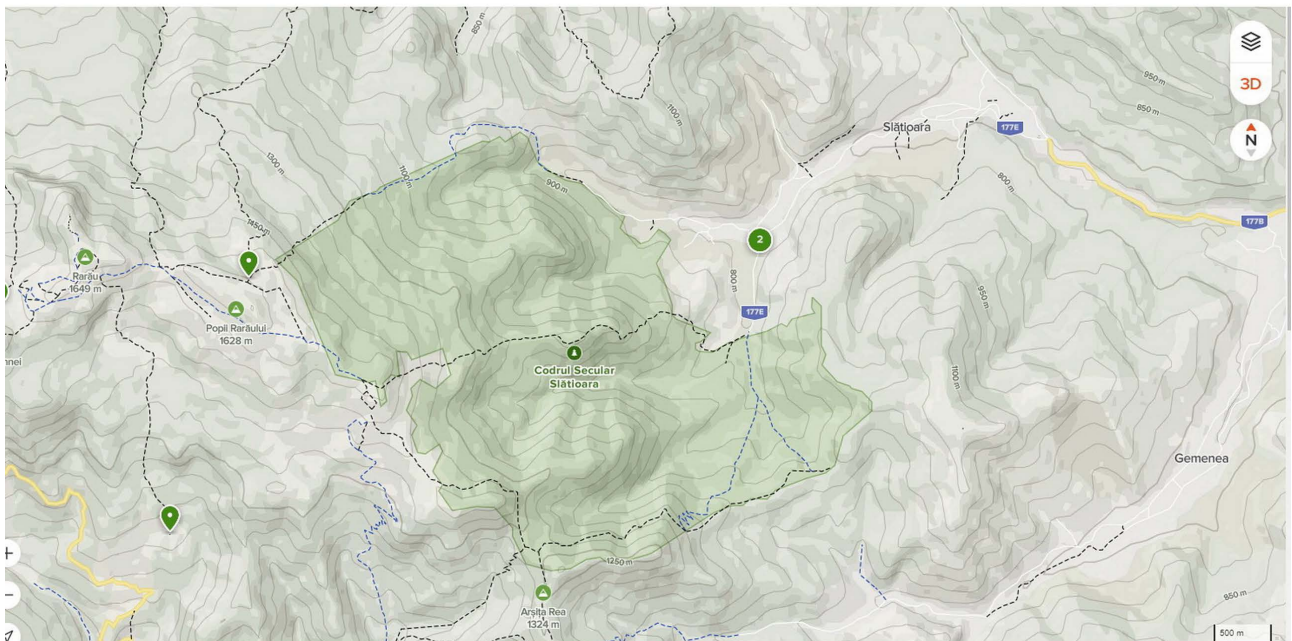 850 m
950 m
850 m
3D
1100 m
Slătioara
177E
N
1300 m
1100 m
900 m
800 m
1450 m
2
177B
Rarău
1649 m
800 m
950 m
Popii Rarăului
1628 m
177E
Codrul Secular
Slătioara
1100 m
Gemenea
1250 m
Arșița Rea
1324 m
850 m
500 m